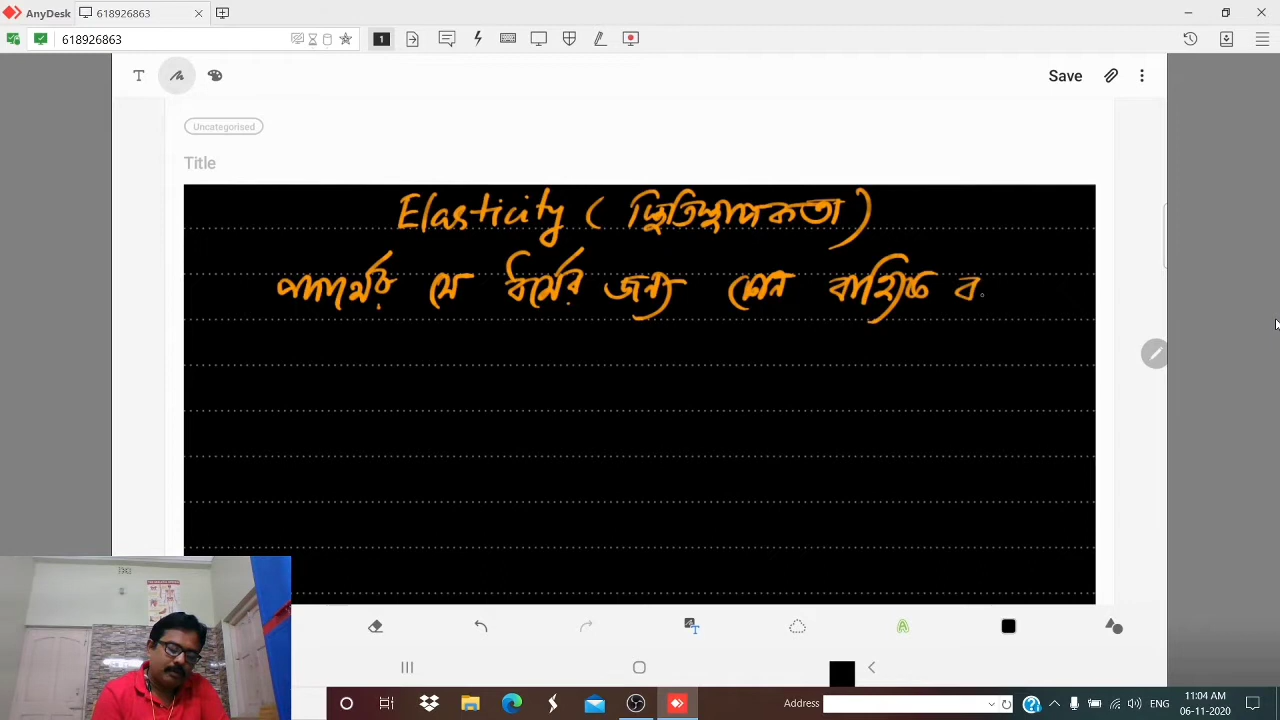 AnyDesk 618926863
618926863 1
T Save
Uncategorised
Title
Elasticity ( স্থিতিস্থাপকতা )
পদার্থের যে ধর্মের জন্য কোন বাহ্যিক ব
T A
Address ENG 11:04 AM
06-11-2020